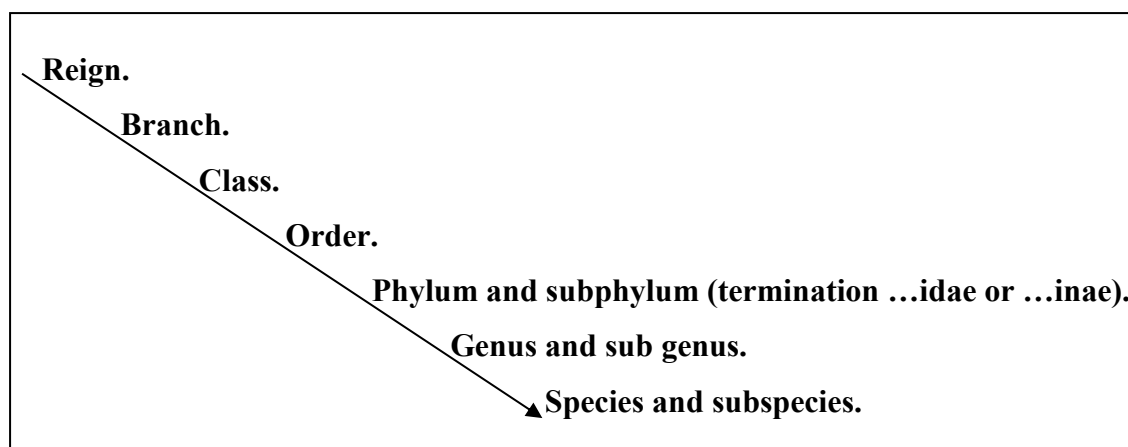 Reign.
Branch.
Class.
Order.
Phylum and subphylum (termination …idae or …inae).
Genus and sub genus.
Species and subspecies.